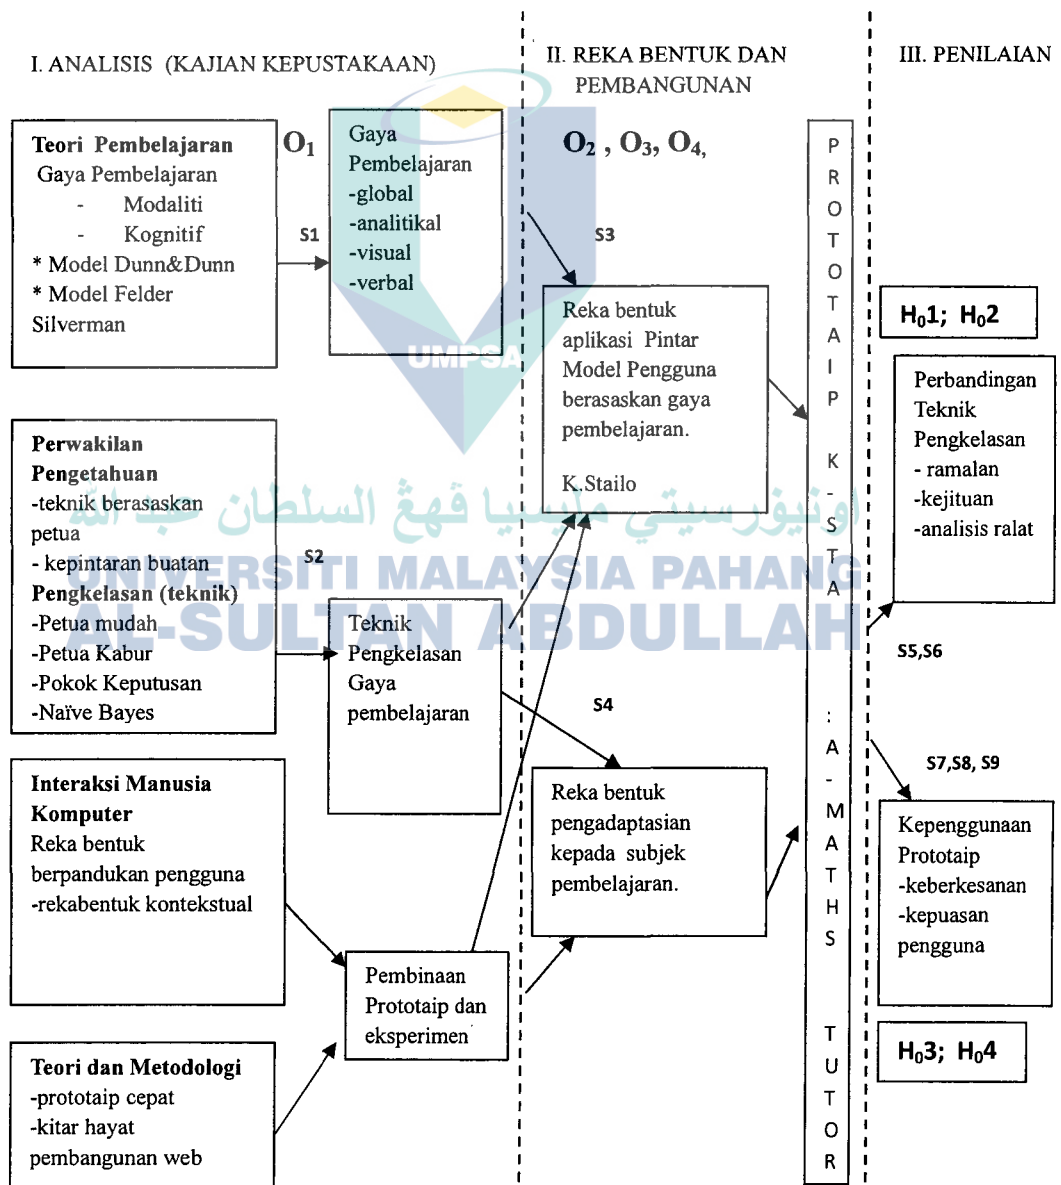 I. ANALISIS (KAJIAN KEPUSTAKAAN)
II. REKA BENTUK DAN
PEMBANGUNAN
III. PENILAIAN
Teori Pembelajaran
Gaya Pembelajaran
- Modaliti
- Kognitif
* Model Dunn&Dunn
* Model Felder
Silverman
O1
S1
Gaya
Pembelajaran
-global
-analitikal
-visual
-verbal
O2 , O3, O4,
S3
Reka bentuk
aplikasi Pintar
Model Pengguna
berasaskan gaya
pembelajaran.
K.Stailo
Perwakilan
Pengetahuan
-teknik berasaskan
petua
- kepintaran buatan
Pengkelasan (teknik)
-Petua mudah
-Petua Kabur
-Pokok Keputusan
-Naïve Bayes
S2
Teknik
Pengkelasan
Gaya
pembelajaran
S4
Reka bentuk
pengadaptasian
kepada subjek
pembelajaran.
Interaksi Manusia
Komputer
Reka bentuk
berpandukan pengguna
-rekabentuk kontekstual
Pembinaan
Prototaip dan
eksperimen
Teori dan Metodologi
-prototaip cepat
-kitar hayat
pembangunan web
PROTOTAIP K-STA :A-MATHS TUTOR
H01; H02
Perbandingan
Teknik
Pengkelasan
- ramalan
-kejituan
-analisis ralat
S5,S6
S7,S8, S9
Kepenggunaan
Prototaip
-keberkesanan
-kepuasan
pengguna
H03; H04
UMPSA
اونيۏرسيتي مليسيا ڤهڠ السلطان عبد الله
UNIVERSITI MALAYSIA PAHANG
AL-SULTAN ABDULLAH